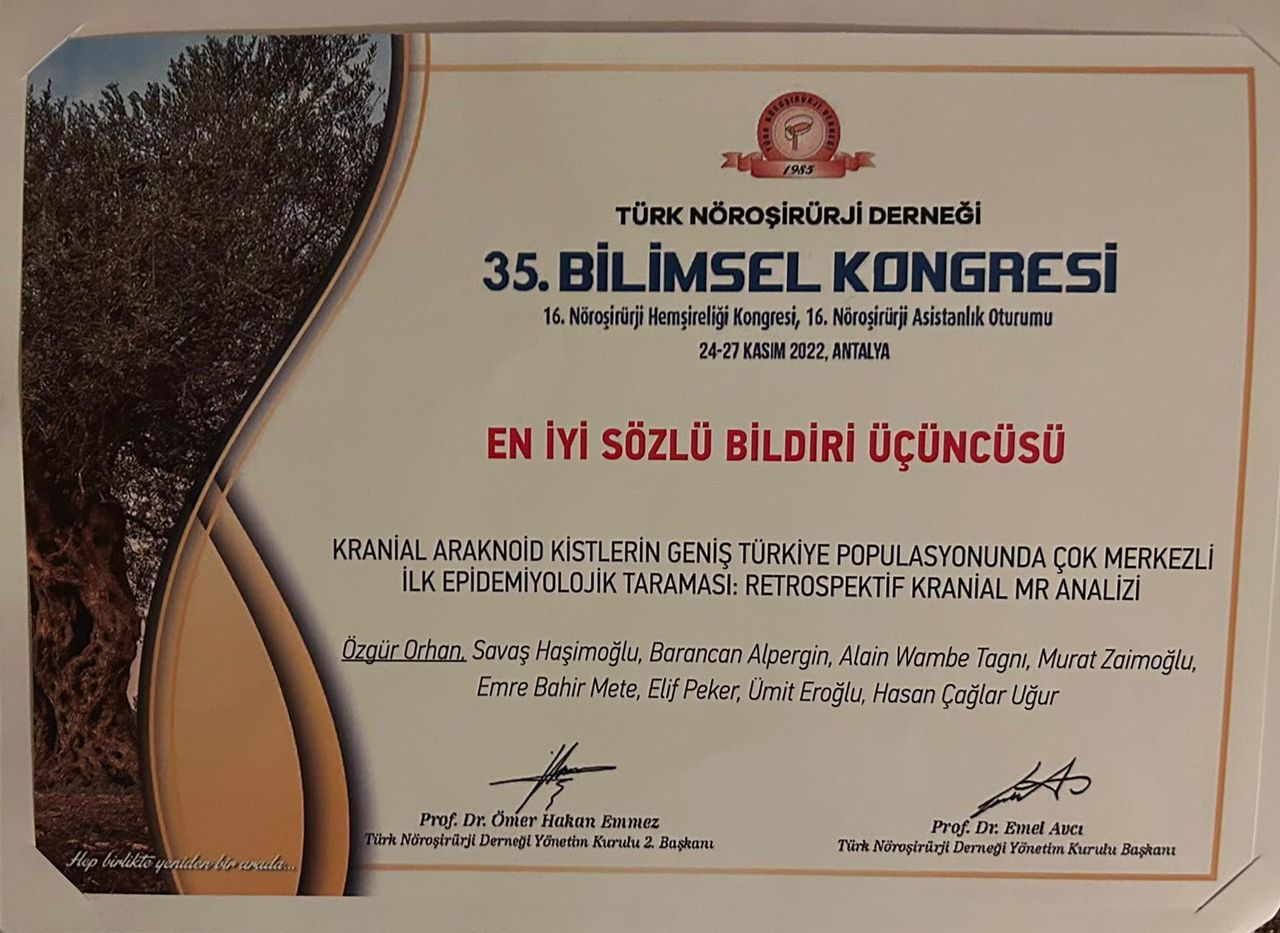 TÜRK NÖROŞİRÜRJİ DERNEĞİ
1985
TÜRK NÖROŞİRÜRJİ DERNEĞİ
35. BİLİMSEL KONGRESİ
16. Nöroşirürji Hemşireliği Kongresi, 16. Nöroşirürji Asistanlık Oturumu
24-27 KASIM 2022, ANTALYA
EN İYİ SÖZLÜ BİLDİRİ ÜÇÜNCÜSÜ
KRANİAL ARAKNOİD KİSTLERİN GENİŞ TÜRKİYE POPULASYONUNDA ÇOK MERKEZLİ
İLK EPİDEMİYOLOJİK TARAMASI: RETROSPEKTİF KRANİAL MR ANALİZİ
Özgür Orhan, Savaş Haşimoğlu, Barancan Alpergin, Alain Wambe Tagnı, Murat Zaimoğlu,
Emre Bahir Mete, Elif Peker, Ümit Eroğlu, Hasan Çağlar Uğur
Prof. Dr. Ömer Hakan Emmez
Türk Nöroşirürji Derneği Yönetim Kurulu 2. Başkanı
Prof. Dr. Emel Avcı
Türk Nöroşirürji Derneği Yönetim Kurulu Başkanı
Hep birlikte yeniden bir arada...